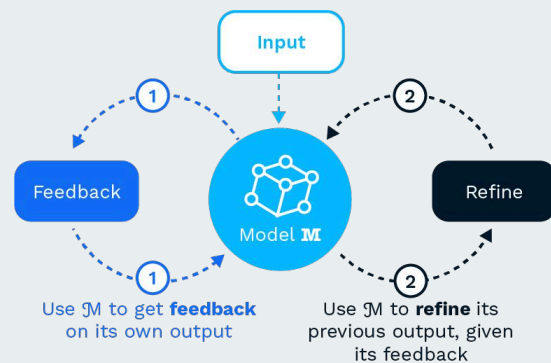 Input
1
2
Feedback
Model M
Refine
1
2
Use ℳ to get feedback
on its own output
Use ℳ to refine its
previous output, given
its feedback